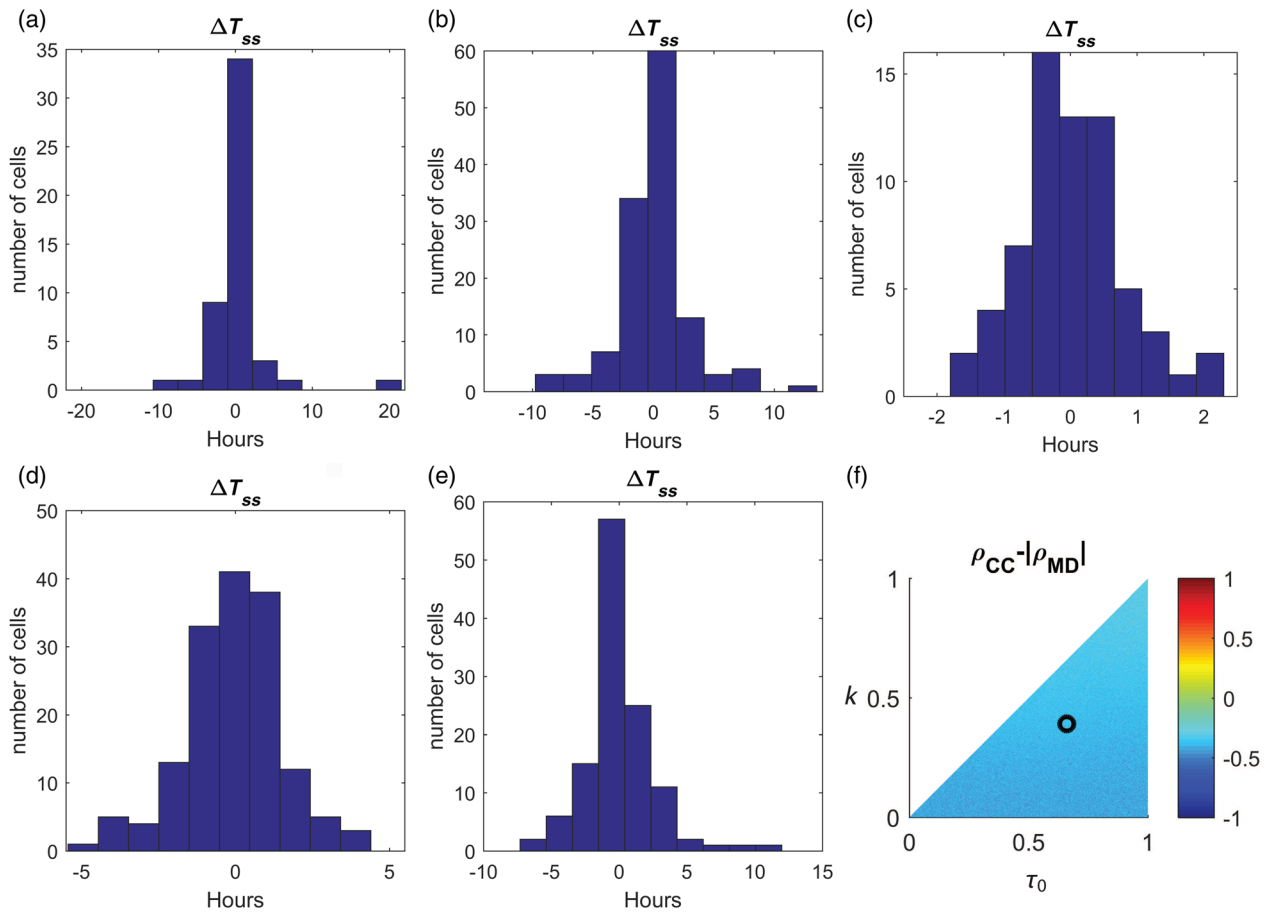 (a)
ΔTss
number of cells
35
30
25
20
15
10
5
0
-20 -10 0 10 20
Hours
(b)
ΔTss
number of cells
60
50
40
30
20
10
0
-10 -5 0 5 10
Hours
(c)
ΔTss
number of cells
15
10
5
0
-2 -1 0 1 2
Hours
(d)
ΔTss
number of cells
50
40
30
20
10
0
-5 0 5
Hours
(e)
ΔTss
number of cells
60
50
40
30
20
10
0
-10 -5 0 5 10 15
Hours
(f)
ρCC-|ρMD|
1
k 0.5
0
0 0.5 1
τ0
1
0.5
0
-0.5
-1